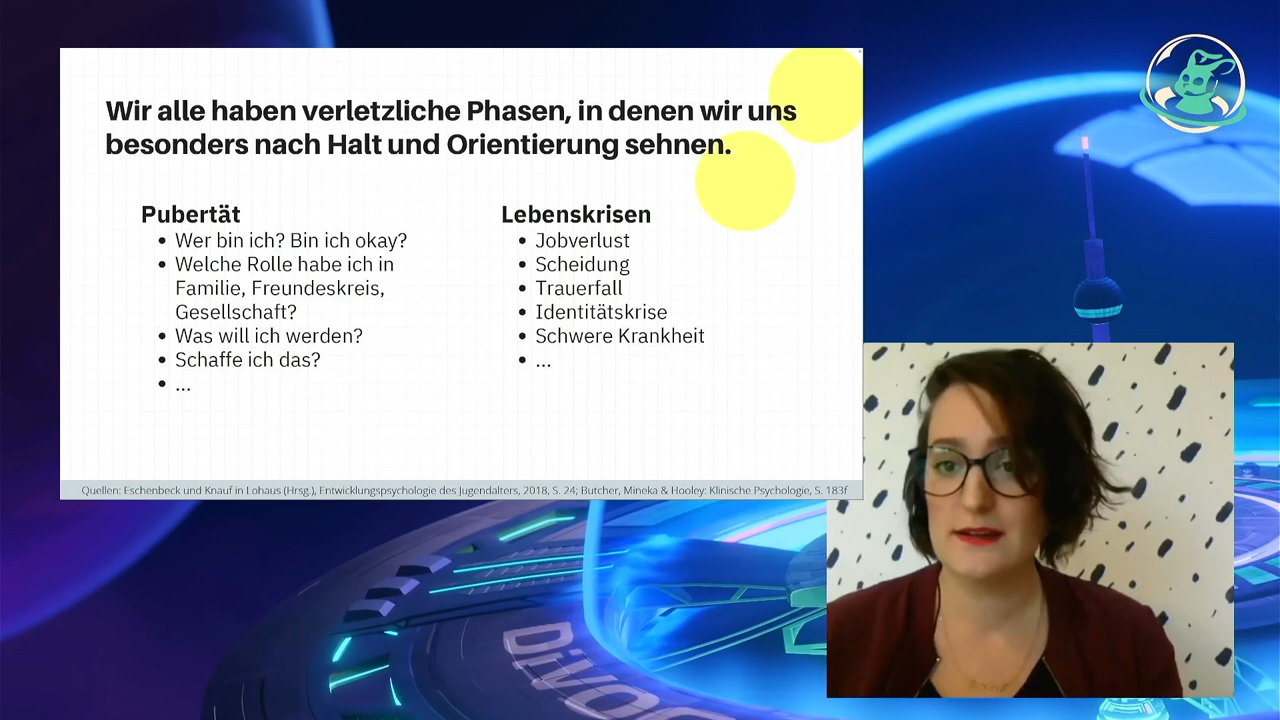 Wir alle haben verletzliche Phasen, in denen wir uns
besonders nach Halt und Orientierung sehnen.
Pubertät
• Wer bin ich? Bin ich okay?
• Welche Rolle habe ich in
Familie, Freundeskreis,
Gesellschaft?
• Was will ich werden?
• Schaffe ich das?
• ...
Lebenskrisen
• Jobverlust
• Scheidung
• Trauerfall
• Identitätskrise
• Schwere Krankheit
• ...
Quellen: Eschenbeck und Knauf in Lohaus (Hrsg.), Entwicklungspsychologie des Jugendalters, 2018, S. 24; Butcher, Mineka & Hooley: Klinische Psychologie, S. 183f